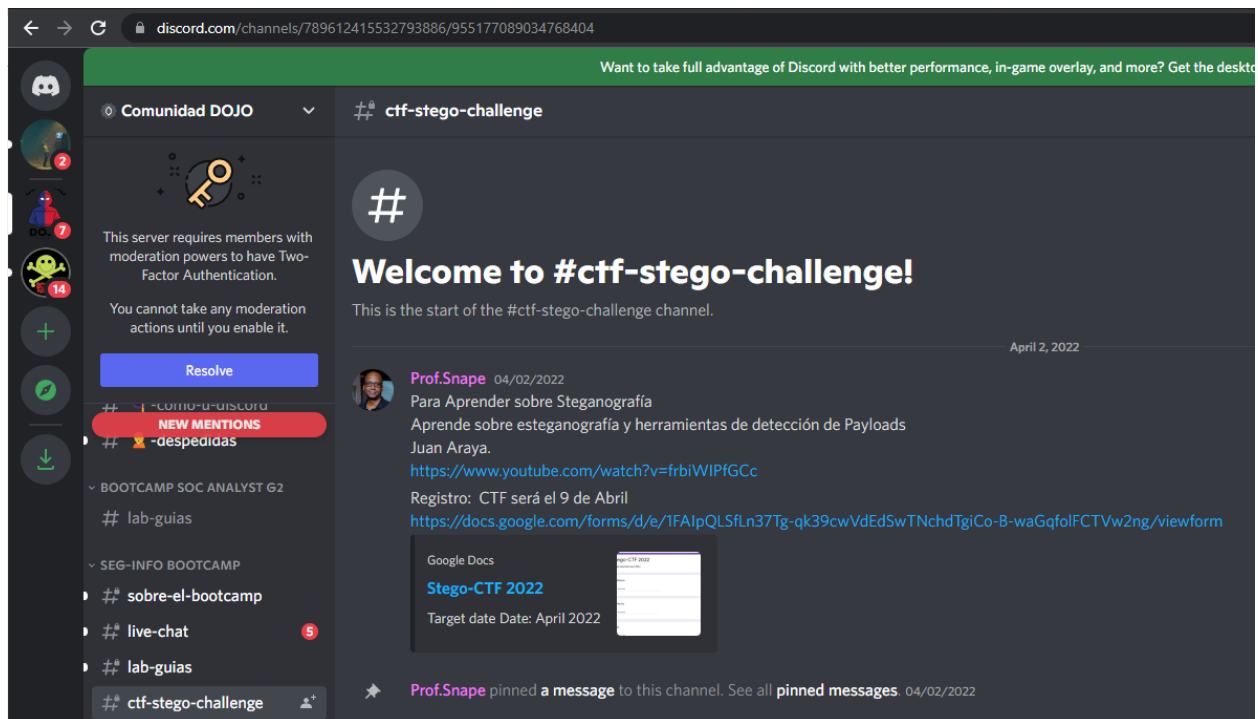 discord.com/channels/789612415532793886/955177089034768404
Want to take full advantage of Discord with better performance, in-game overlay, and more? Get the deskto
Comunidad DOJO
ctf-stego-challenge
2
7
14
This server requires members with
moderation powers to have Two-
Factor Authentication.
You cannot take any moderation
actions until you enable it.
Resolve
-como-u-discord
NEW MENTIONS
-despedidas
BOOTCAMP SOC ANALYST G2
lab-guias
SEG-INFO BOOTCAMP
sobre-el-bootcamp
live-chat 5
lab-guias
ctf-stego-challenge
Welcome to #ctf-stego-challenge!
This is the start of the #ctf-stego-challenge channel.
April 2, 2022
Prof.Snape 04/02/2022
Para Aprender sobre Steganografía
Aprende sobre esteganografía y herramientas de detección de Payloads
Juan Araya.
https://www.youtube.com/watch?v=frbiWIPfGCc
Registro: CTF será el 9 de Abril
https://docs.google.com/forms/d/e/1FAIpQLSfLn37Tg-qk39cwVdEdSwTNchdTgiCo-B-waGqfolFCTVw2ng/viewform
Google Docs
Stego-CTF 2022
Target date Date: April 2022
Prof.Snape pinned a message to this channel. See all pinned messages. 04/02/2022